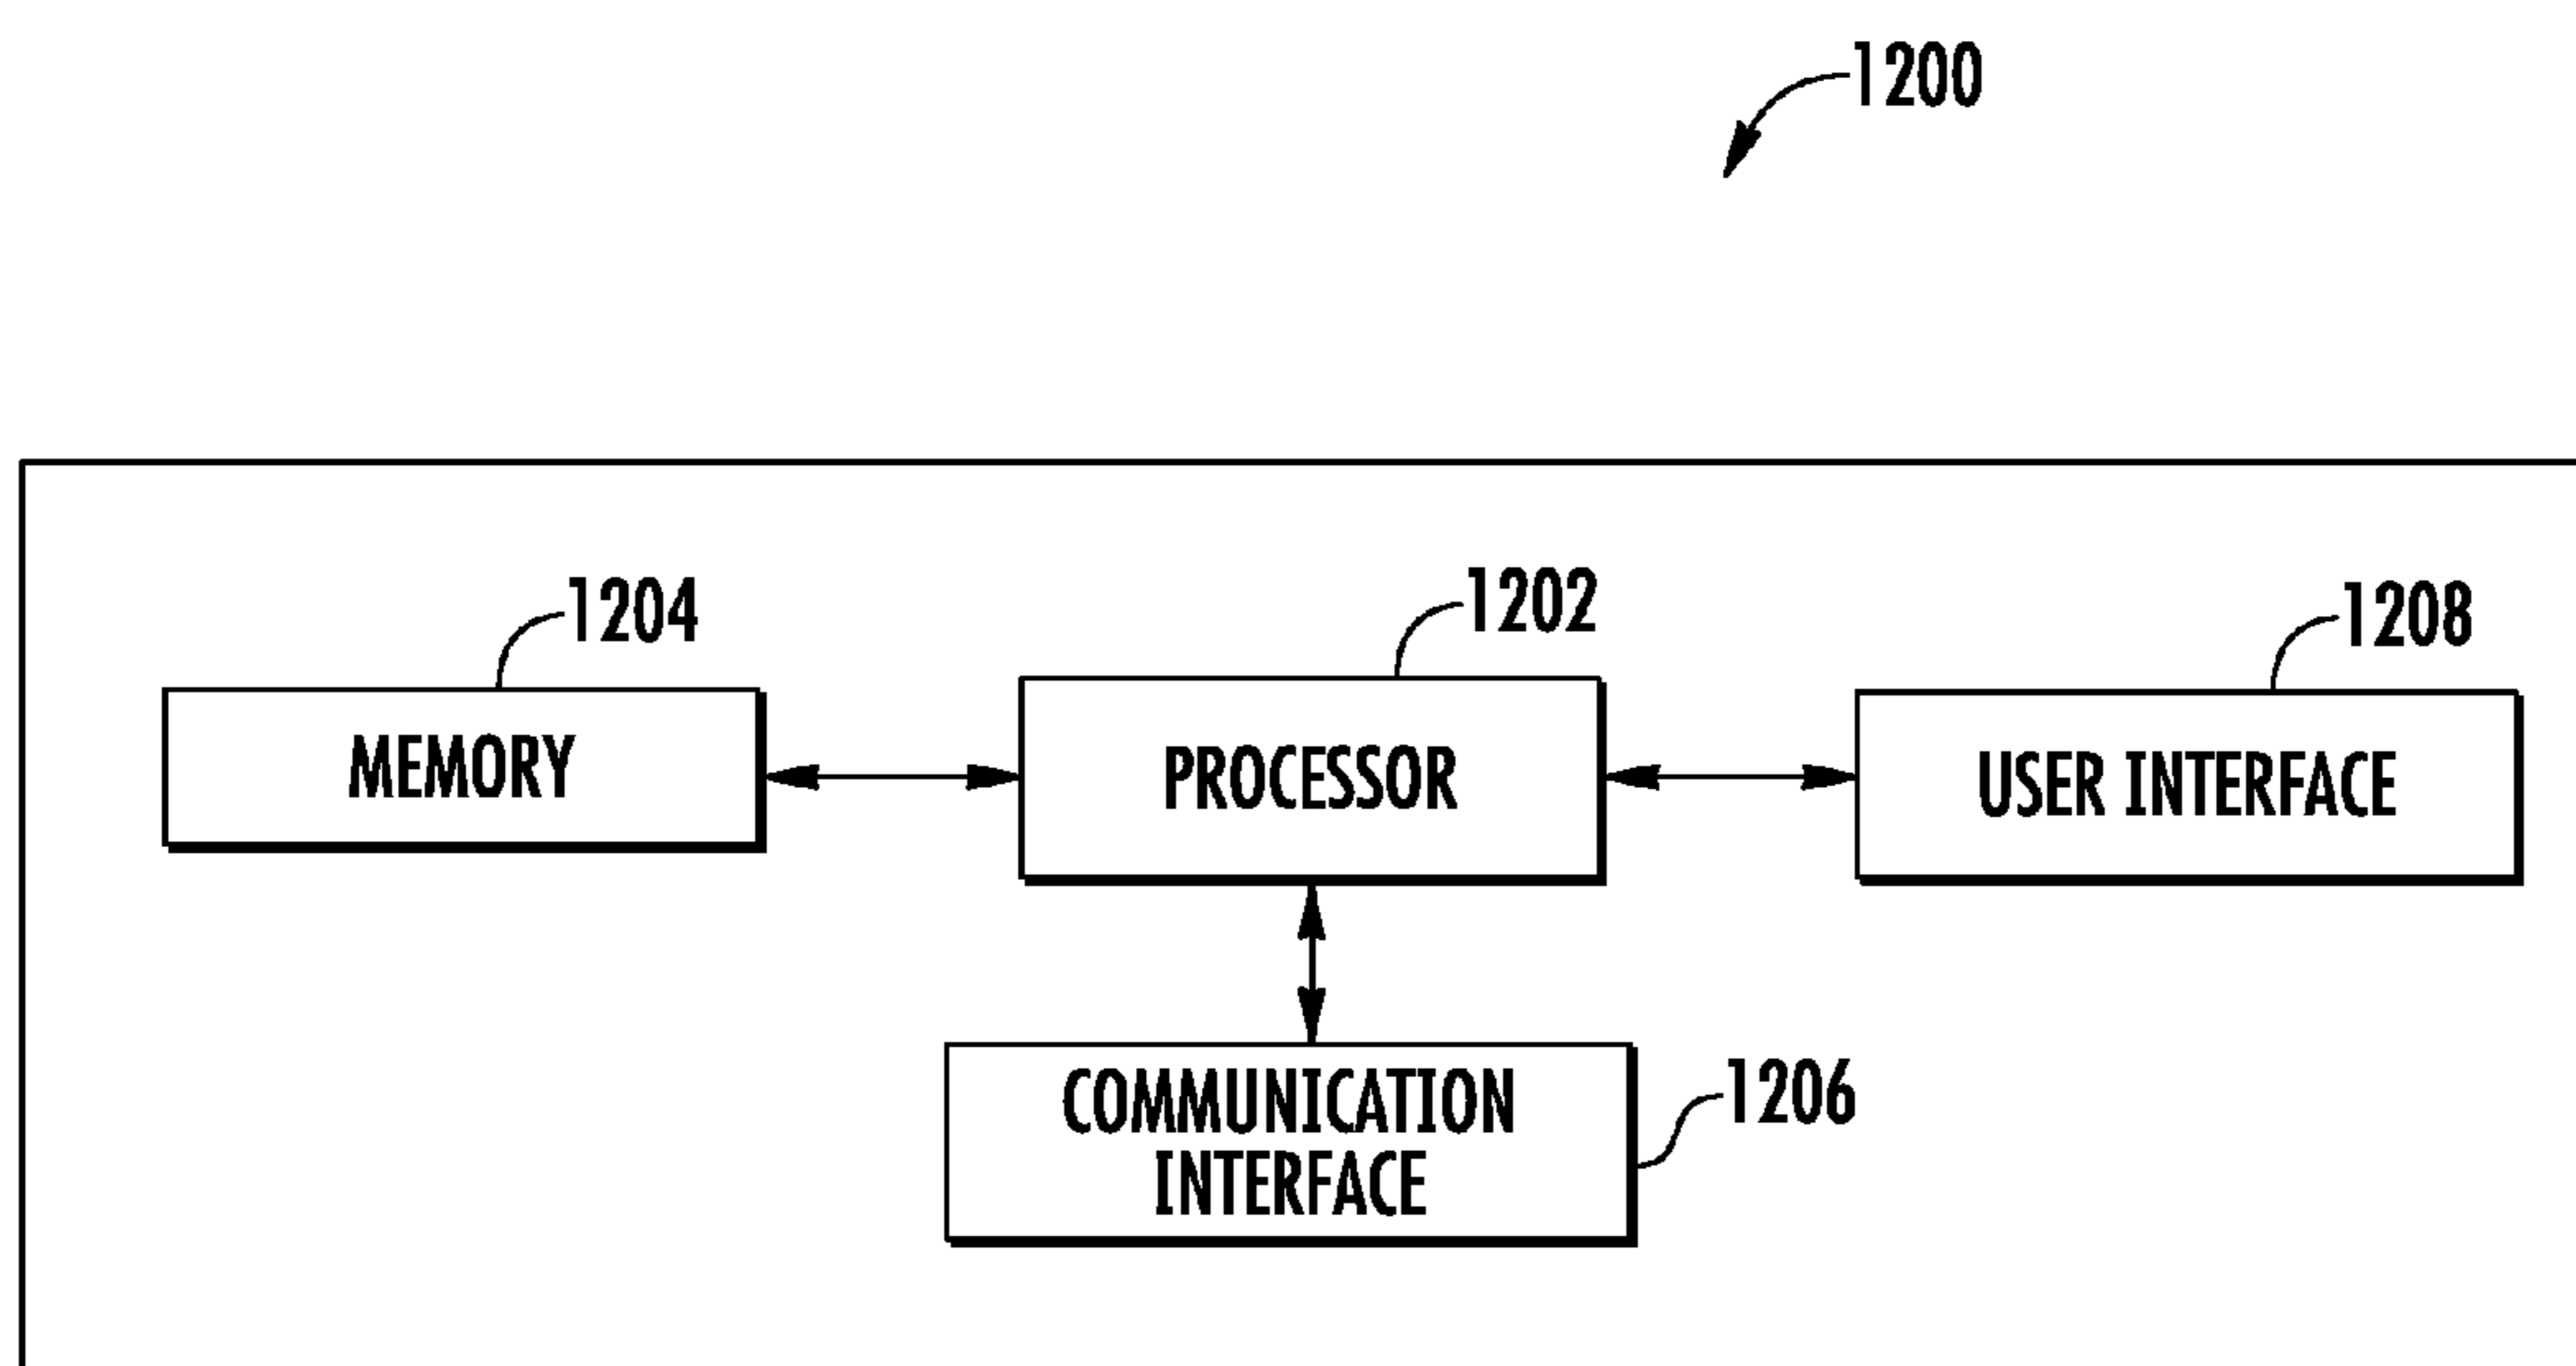 1200
1204
1202
1208
MEMORY
PROCESSOR
USER INTERFACE
COMMUNICATION
INTERFACE
1206